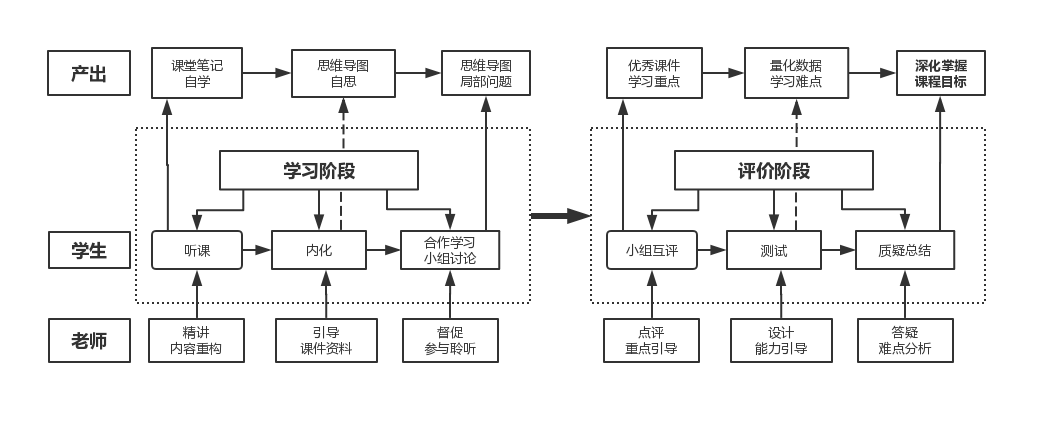 产出
课堂笔记
自学
思维导图
自思
思维导图
局部问题
优秀课件
学习重点
量化数据
学习难点
深化掌握
课程目标
学习阶段
评价阶段
学生
听课
内化
合作学习
小组讨论
小组互评
测试
质疑总结
老师
精讲
内容重构
引导
课件资料
督促
参与聆听
点评
重点引导
设计
能力引导
答疑
难点分析